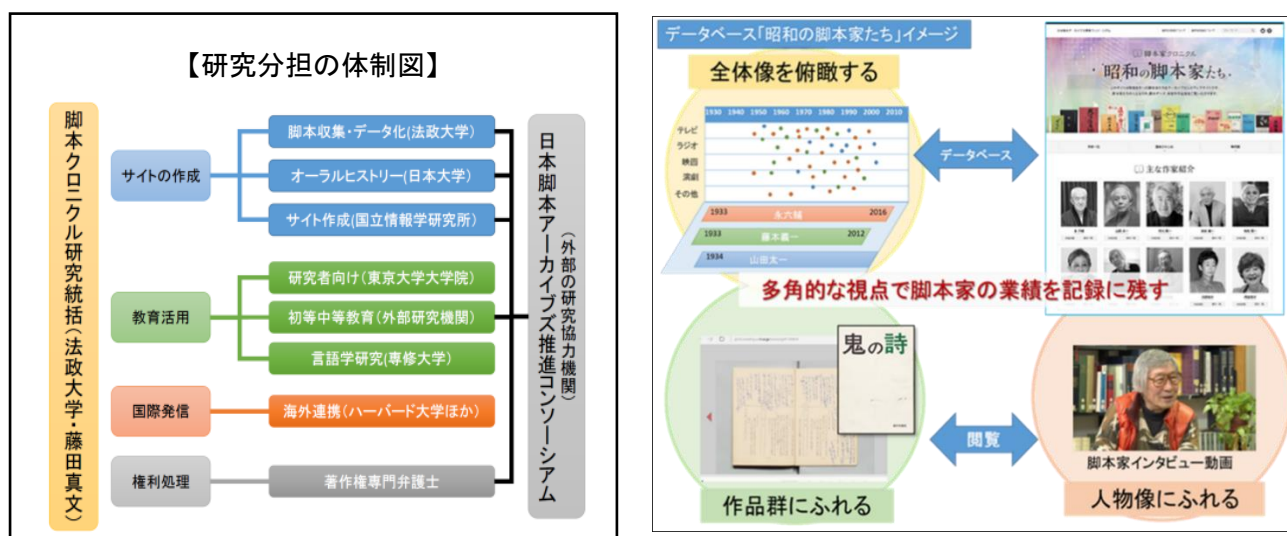 【研究分担の体制図】
脚本クロニクル研究統括(法政大学・藤田真文)
サイトの作成
脚本収集・データ化(法政大学)
オーラルヒストリー(日本大学)
サイト作成(国立情報学研究所)
教育活用
研究者向け(東京大学大学院)
初等中等教育(外部研究機関)
言語学研究(専修大学)
国際発信
海外連携(ハーバード大学ほか)
権利処理
著作権専門弁護士
日本脚本アーカイブズ推進コンソーシアム
(外部の研究協力機関)
データベース「昭和の脚本家たち」イメージ
全体像を俯瞰する
1930 1940 1950 1960 1970 1980 1990 2000 2010
テレビ
ラジオ
映画
演劇
その他
1933 永六輔 2016
1933 藤本義一 2012
1934 山田太一
データベース
脚本家クロニクル
昭和の脚本家たち
主な作家紹介
多角的な視点で脚本家の業績を記録に残す
鬼の詩
作品群にふれる
閲覧
脚本家インタビュー動画
人物像にふれる